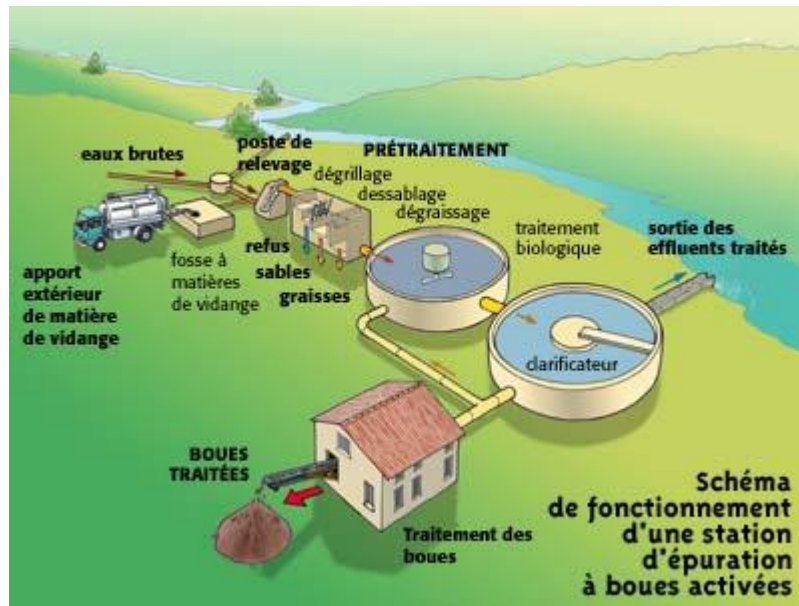 eaux brutes
poste de
relevage
PRÉTRAITEMENT
dégrillage
dessablage
dégraissage
traitement
biologique
sortie des
effluents traités
apport
extérieur
de matière
de vidange
fosse à
matières
de vidange
refus
sables
graisses
clarificateur
BOUES
TRAITÉES
Traitement des
boues
Schéma
de fonctionnement
d'une station
d'épuration
à boues activées